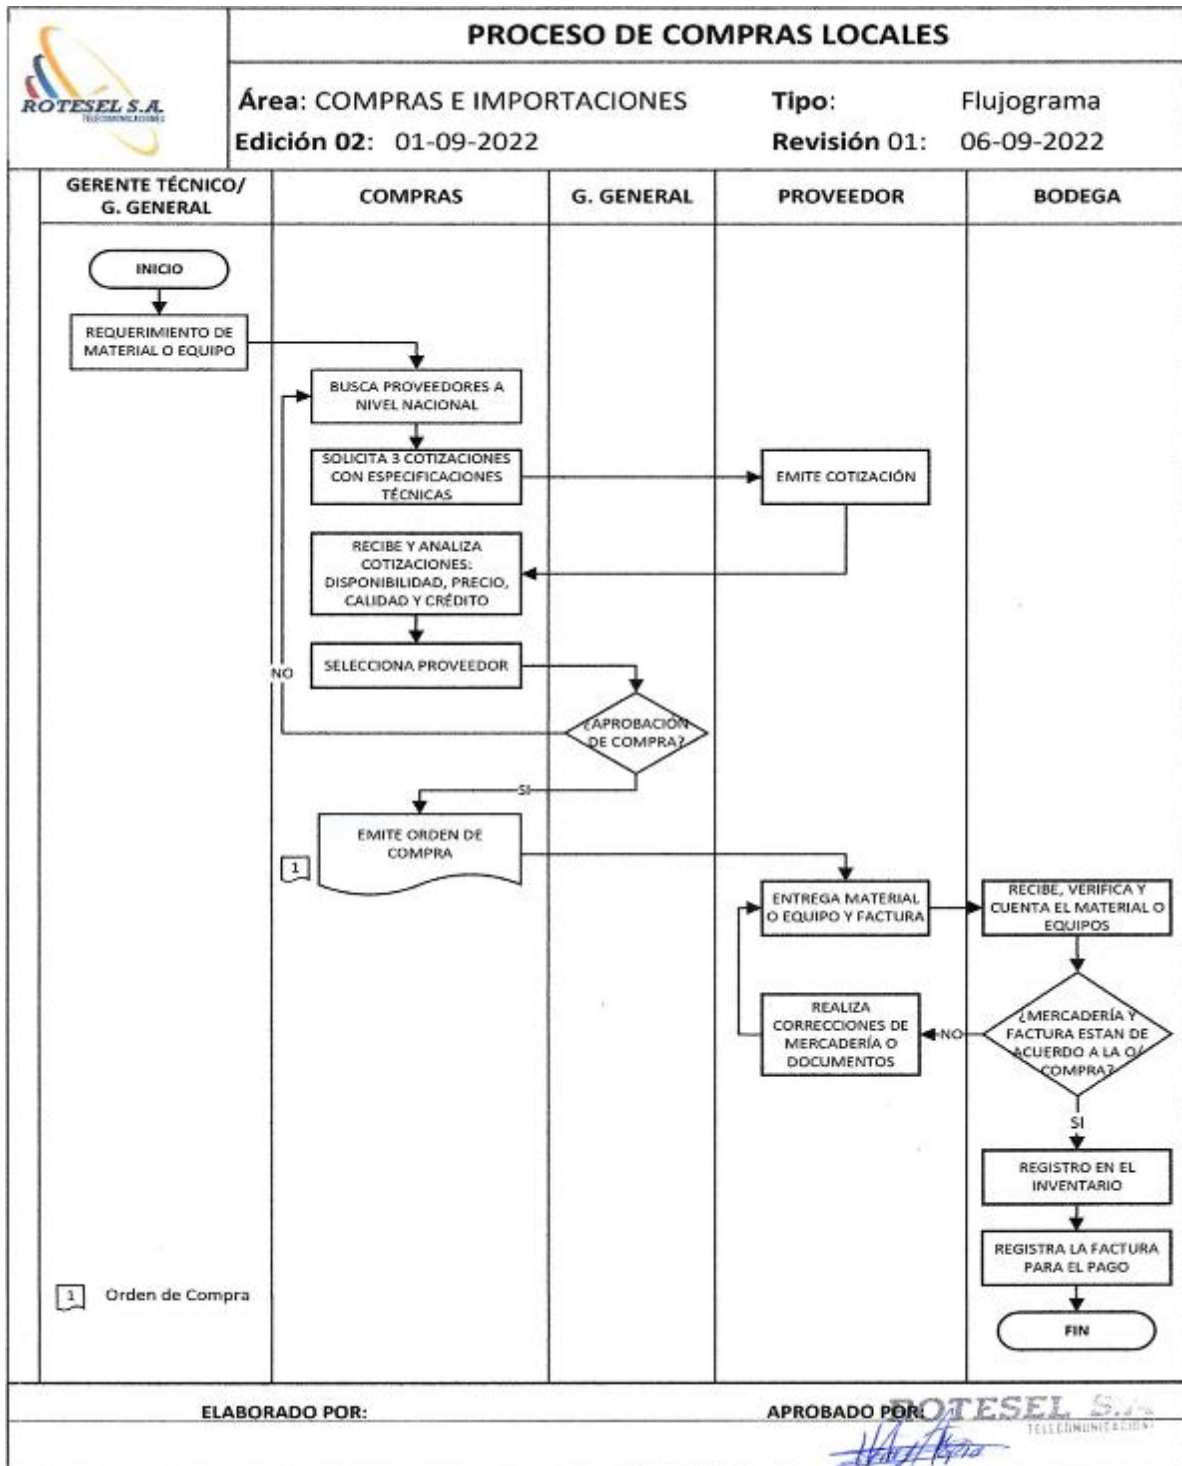 ROTESEL S.A.
TELECOMUNICACIONES
PROCESO DE COMPRAS LOCALES
Área: COMPRAS E IMPORTACIONES
Tipo: Flujograma
Edición 02: 01-09-2022
Revisión 01: 06-09-2022
GERENTE TÉCNICO/
G. GENERAL
COMPRAS
G. GENERAL
PROVEEDOR
BODEGA
INICIO
REQUERIMIENTO DE
MATERIAL O EQUIPO
BUSCA PROVEEDORES A
NIVEL NACIONAL
SOLICITA 3 COTIZACIONES
CON ESPECIFICACIONES
TÉCNICAS
EMITE COTIZACIÓN
RECIBE Y ANALIZA
COTIZACIONES:
DISPONIBILIDAD, PRECIO,
CALIDAD Y CRÉDITO
SELECCIONA PROVEEDOR
NO
¿APROBACIÓN
DE COMPRA?
SI
EMITE ORDEN DE
COMPRA
1
ENTREGA MATERIAL
O EQUIPO Y FACTURA
RECIBE, VERIFICA Y
CUENTA EL MATERIAL O
EQUIPOS
REALIZA
CORRECCIONES DE
MERCADERÍA O
DOCUMENTOS
NO
¿MERCADERÍA Y
FACTURA ESTAN DE
ACUERDO A LA O/
COMPRA?
SI
REGISTRO EN EL
INVENTARIO
REGISTRA LA FACTURA
PARA EL PAGO
FIN
1 Orden de Compra
ELABORADO POR:
APROBADO POR:
ROTESEL S.A.
TELECOMUNICACIONES